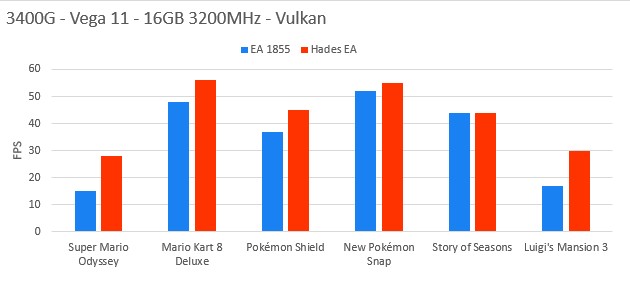 3400G - Vega 11 - 16GB 3200MHz - Vulkan
EA 1855 Hades EA
60
50
40
30
20
10
0
FPS
Super Mario Odyssey
Mario Kart 8 Deluxe
Pokémon Shield
New Pokémon Snap
Story of Seasons
Luigi's Mansion 3